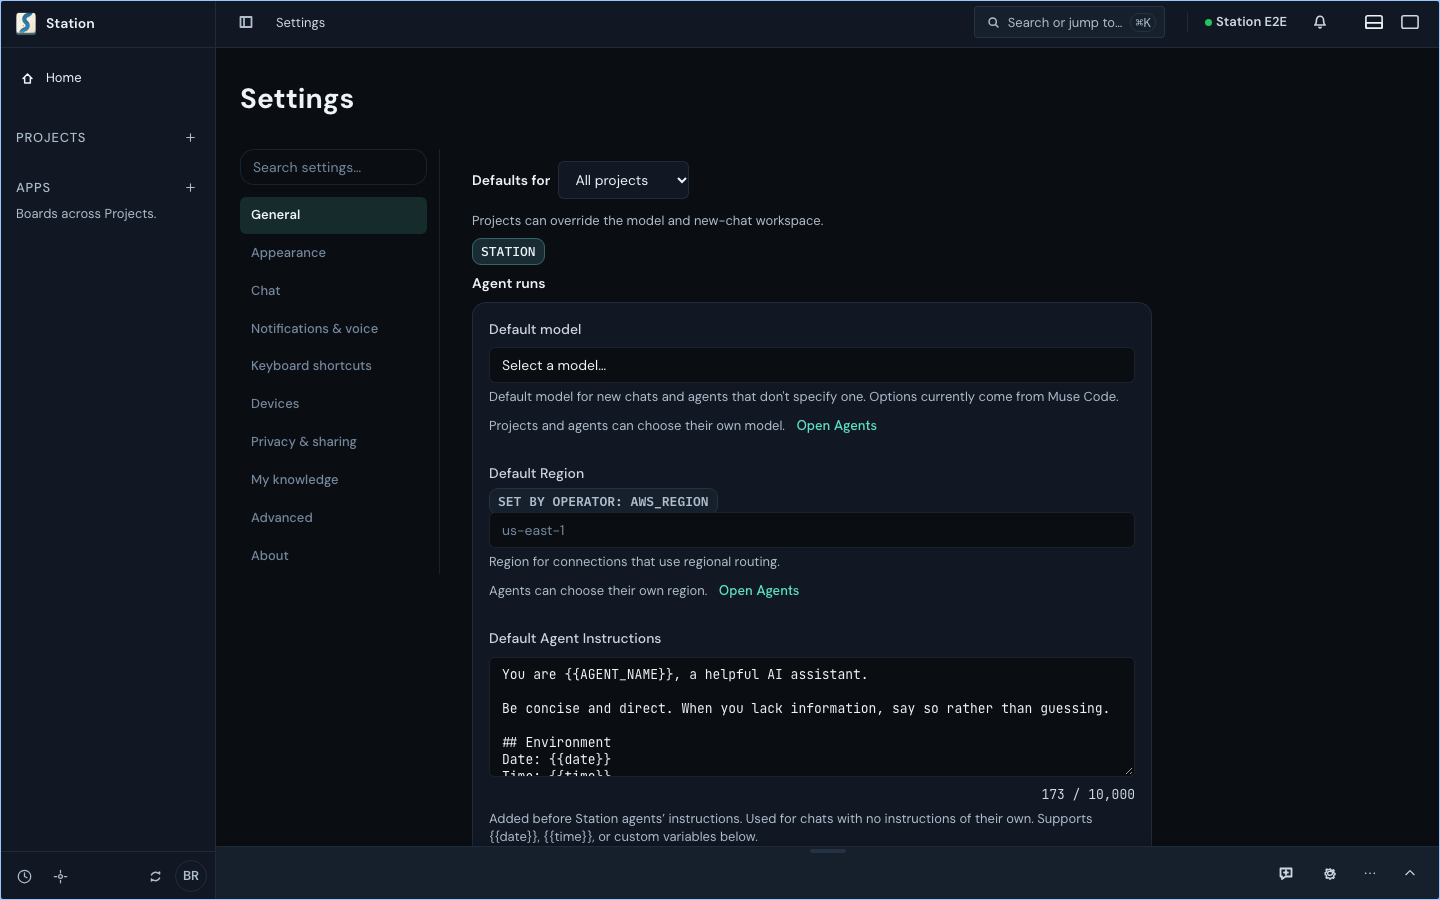 Station
Settings
Search or jump to…
⌘K
Station E2E
Home
PROJECTS
APPS
Boards across Projects.
BR
Settings
Search settings…
General
Appearance
Chat
Notifications & voice
Keyboard shortcuts
Devices
Privacy & sharing
My knowledge
Advanced
About
Defaults for
All projects
Projects can override the model and new-chat workspace.
STATION
Agent runs
Default model
Select a model…
Default model for new chats and agents that don't specify one. Options currently come from Muse Code.
Projects and agents can choose their own model. Open Agents
Default Region
SET BY OPERATOR: AWS_REGION
us-east-1
Region for connections that use regional routing.
Agents can choose their own region. Open Agents
Default Agent Instructions
You are {{AGENT_NAME}}, a helpful AI assistant.
Be concise and direct. When you lack information, say so rather than guessing.
## Environment
Date: {{date}}
Time: {{time}}
173 / 10,000
Added before Station agents’ instructions. Used for chats with no instructions of their own. Supports
{{date}}, {{time}}, or custom variables below.